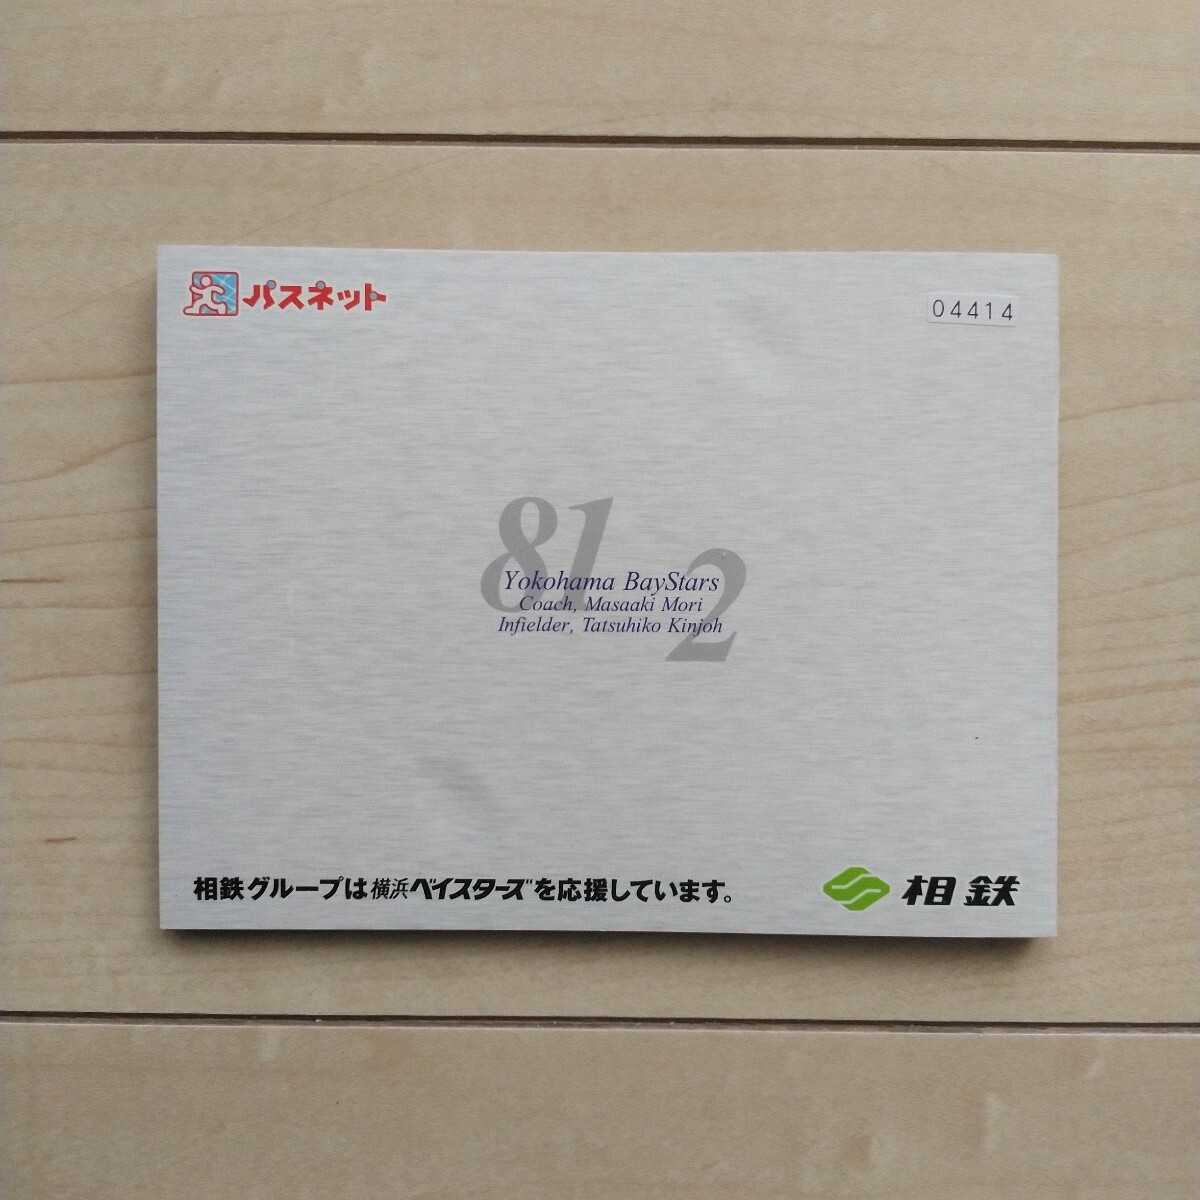 パスネット
04414
81
2
Yokohama BayStars
Coach, Masaaki Mori
Infielder, Tatsuhiko Kinjoh
相鉄グループは横浜ベイスターズを応援しています。
相鉄